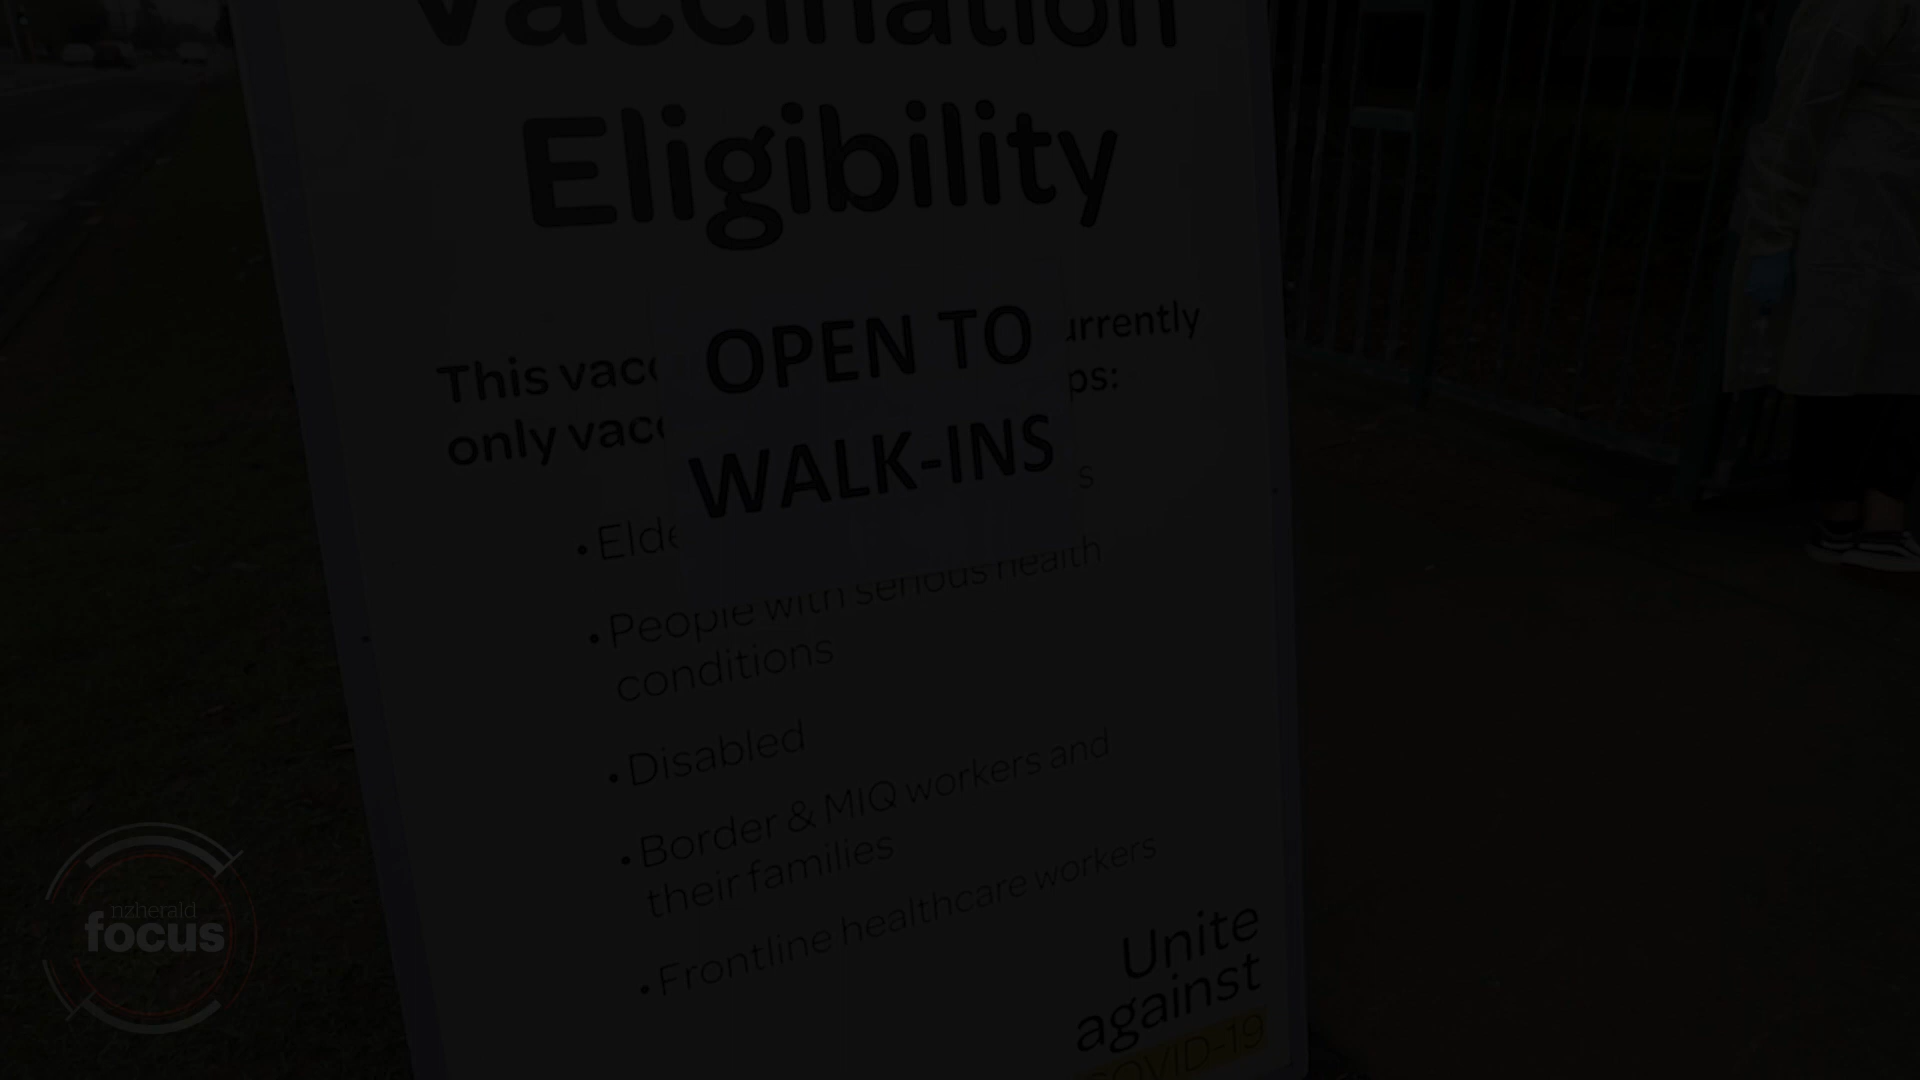 Vaccination
Eligibility
This vacc
urrently
only vacc
ps:
OPEN TO
WALK-INS
s
• Elde
• People with serious health
conditions
• Disabled
• Border & MIQ workers and
their families
• Frontline healthcare workers
Unite
against
COVID-19
nzherald
focus